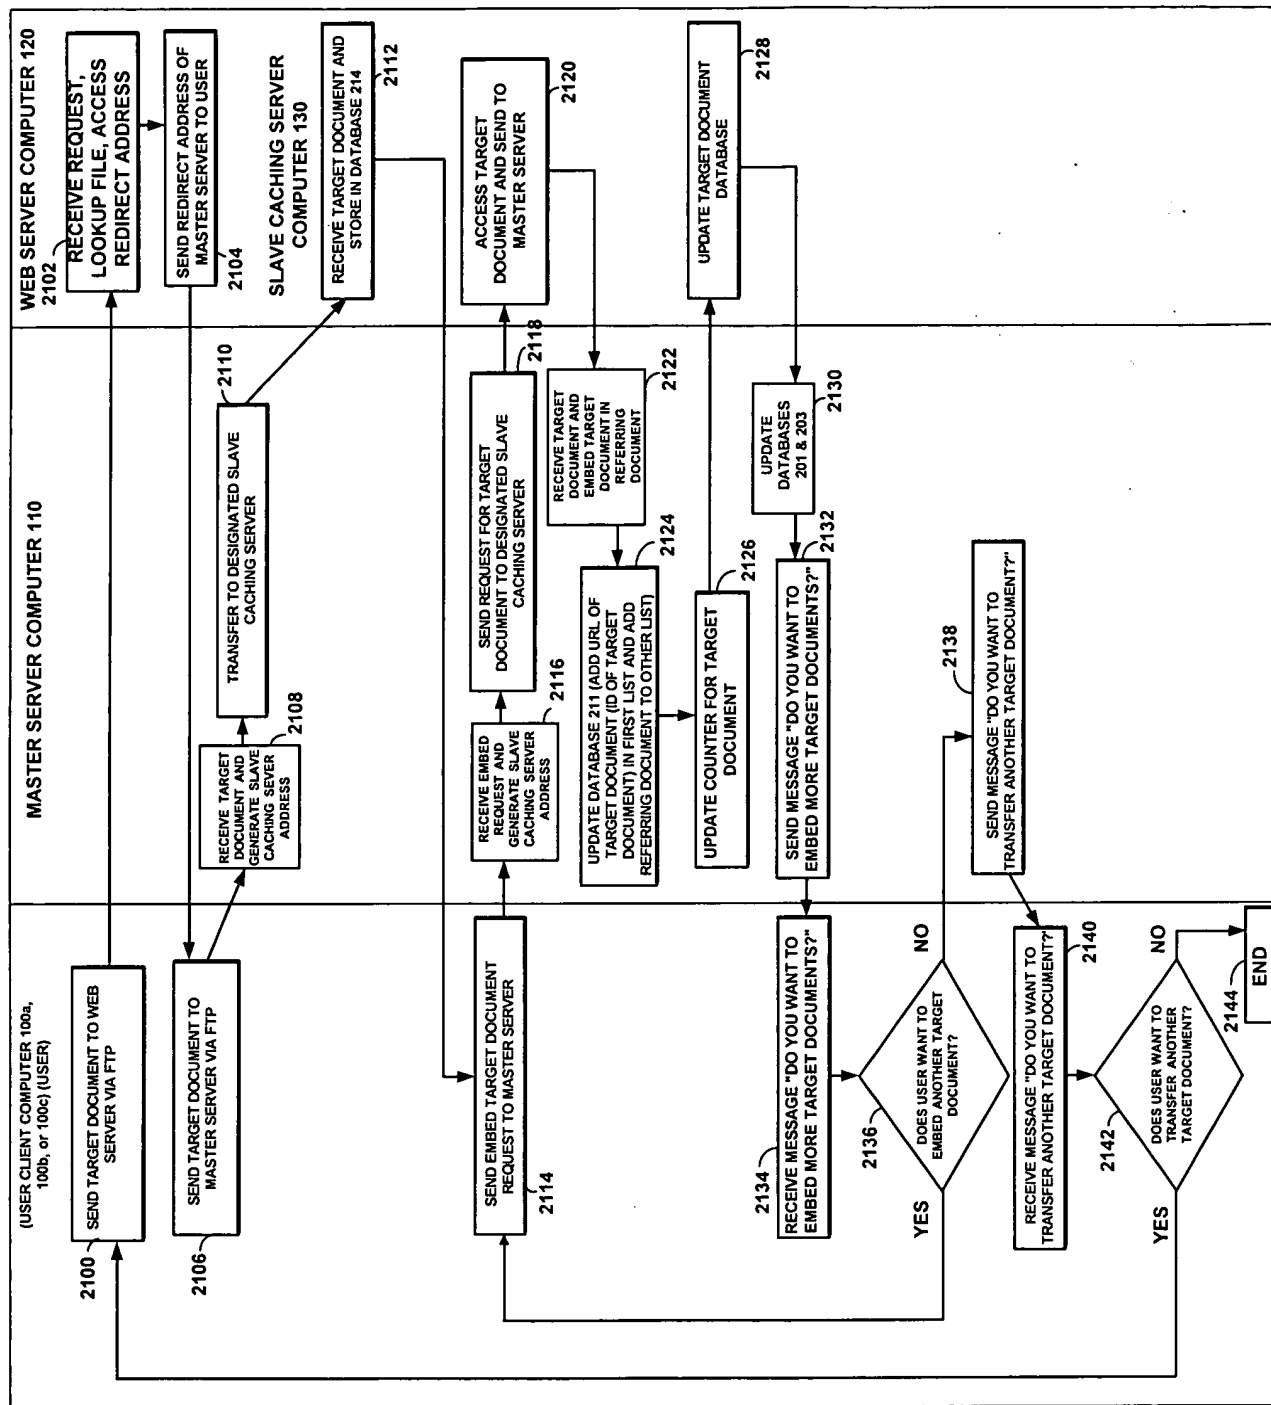 (USER CLIENT COMPUTER 100a,
100b, or 100c) (USER)
MASTER SERVER COMPUTER 110
WEB SERVER COMPUTER 120
SEND TARGET DOCUMENT TO WEB
SERVER VIA FTP
2100
2102
RECEIVE REQUEST,
LOOKUP FILE, ACCESS
REDIRECT ADDRESS
SEND REDIRECT ADDRESS OF
MASTER SERVER TO USER
2104
SEND TARGET DOCUMENT TO
MASTER SERVER VIA FTP
2106
RECEIVE TARGET
DOCUMENT AND
GENERATE SLAVE
CACHING SEVER
ADDRESS
2108
TRANSFER TO DESIGNATED SLAVE
CACHING SERVER
2110
SLAVE CACHING SERVER
COMPUTER 130
RECEIVE TARGET DOCUMENT AND
STORE IN DATABASE 214
2112
SEND EMBED TARGET DOCUMENT
REQUEST TO MASTER SERVER
2114
RECEIVE EMBED
REQUEST AND
GENERATE SLAVE
CACHING SERVER
ADDRESS
2116
SEND REQUEST FOR TARGET
DOCUMENT TO DESIGNATED SLAVE
CACHING SERVER
2118
ACCESS TARGET
DOCUMENT AND SEND TO
MASTER SERVER
2120
RECEIVE TARGET
DOCUMENT AND
EMBED TARGET
DOCUMENT IN
REFERRING
DOCUMENT
2122
UPDATE DATABASE 211 (ADD URL OF
TARGET DOCUMENT (ID OF TARGET
DOCUMENT) IN FIRST LIST AND ADD
REFERRING DOCUMENT TO OTHER LIST)
2124
UPDATE COUNTER FOR TARGET
DOCUMENT
2126
UPDATE TARGET DOCUMENT
DATABASE
2128
UPDATE
DATABASES
201 & 203
2130
SEND MESSAGE "DO YOU WANT TO
EMBED MORE TARGET DOCUMENTS?"
2132
RECEIVE MESSAGE "DO YOU WANT TO
EMBED MORE TARGET DOCUMENTS?"
2134
DOES USER WANT TO
EMBED ANOTHER TARGET
DOCUMENT?
2136
YES
NO
SEND MESSAGE "DO YOU WANT TO
TRANSFER ANOTHER TARGET DOCUMENT?"
2138
RECEIVE MESSAGE "DO YOU WANT TO
TRANSFER ANOTHER TARGET DOCUMENT?"
2140
DOES USER WANT TO
TRANSFER ANOTHER
TARGET DOCUMENT?
2142
YES
NO
2144
END